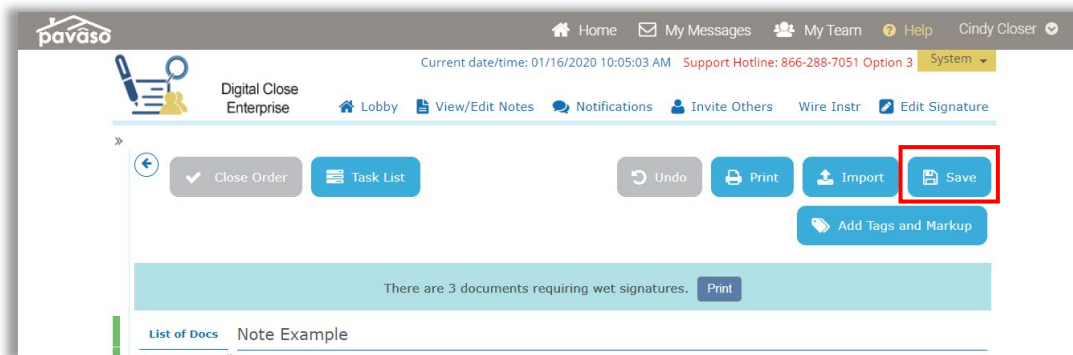 pavaso
Home My Messages My Team Help Cindy Closer
Current date/time: 01/16/2020 10:05:03 AM Support Hotline: 866-288-7051 Option 3 System
Digital Close
Enterprise
Lobby View/Edit Notes Notifications Invite Others Wire Instr Edit Signature
»
Close Order Task List Undo Print Import Save
Add Tags and Markup
There are 3 documents requiring wet signatures. Print
List of Docs Note Example